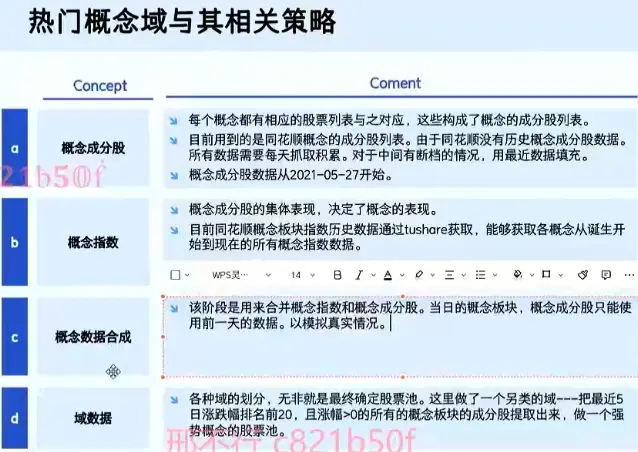 热门概念域与其相关策略
Concept
Coment
a
概念成分股
每个概念都有相应的股票列表与之对应，这些构成了概念的成分股列表。
目前用到的是同花顺概念的成分股列表。由于同花顺没有历史概念成分股数据。
所有数据需要每天抓取积累。对于中间有断档的情况，用最近数据填充。
概念成分股数据从2021-05-27开始。
21b50f
b
概念指数
概念成分股的集体表现，决定了概念的表现。
目前同花顺概念板块指数历史数据通过tushare获取，能够获取各概念从诞生开
始到现在的所有概念指数数据。
WPS灵… 14 B I A
c
概念数据合成
该阶段是用来合并概念指数和概念成分股。当日的概念板块，概念成分股只能使
用前一天的数据。以模拟真实情况。
d
域数据
各种域的划分，无非就是最终确定股票池。这里做了一个另类的域---把最近5
日涨跌幅排名前20，且涨幅>0的所有的概念板块的成分股提取出来，做一个强
势概念的股票池。
邢不行 c821b50f